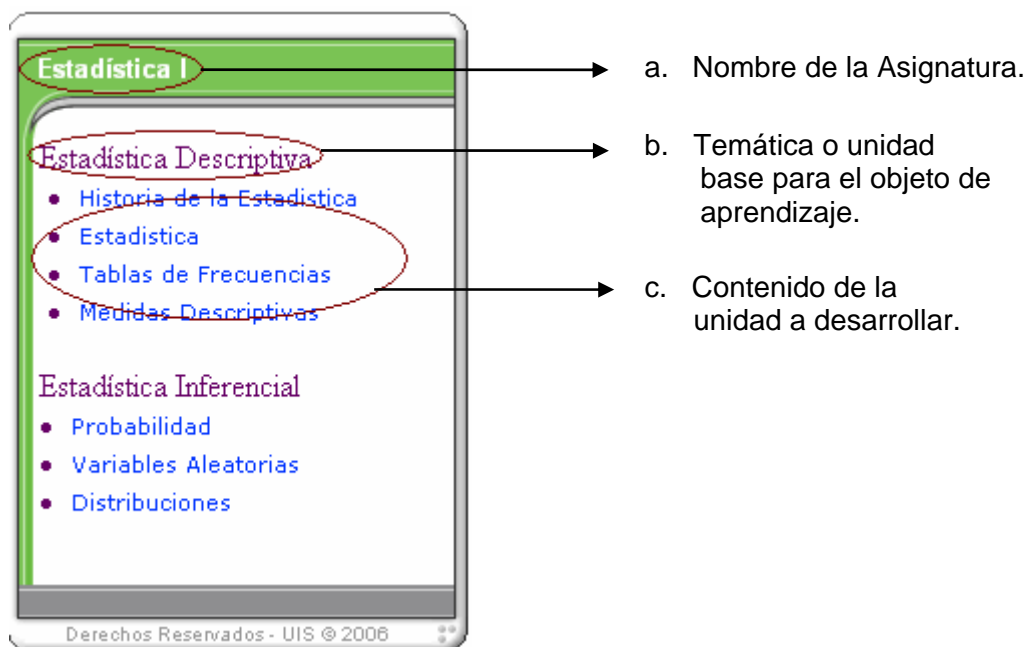 Estadística I
a. Nombre de la Asignatura.
Estadística Descriptiva
b. Temática o unidad
base para el objeto de
aprendizaje.
• Historia de la Estadistica
• Estadistica
• Tablas de Frecuencias
• Medidas Descriptivas
c. Contenido de la
unidad a desarrollar.
Estadística Inferencial
• Probabilidad
• Variables Aleatorias
• Distribuciones
Derechos Reservados - UIS © 2006